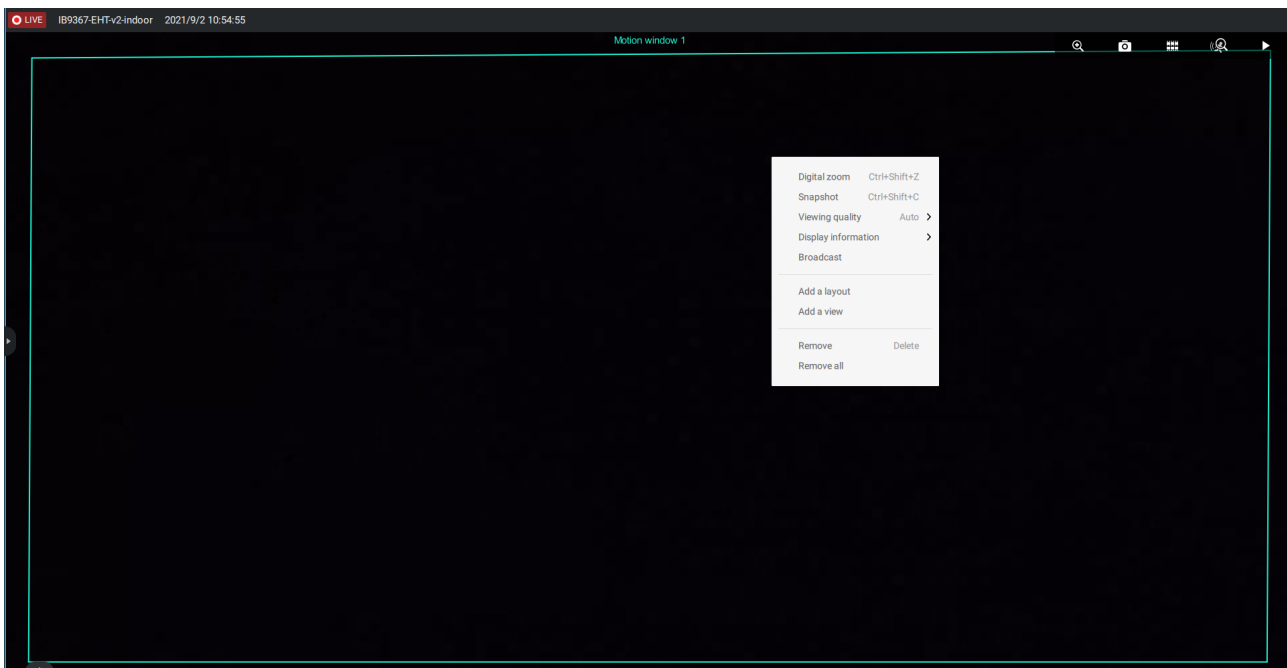 LIVE IB9367-EHT-v2-indoor 2021/9/2 10:54:55
Motion window 1
Digital zoom Ctrl+Shift+Z
Snapshot Ctrl+Shift+C
Viewing quality Auto
Display information
Broadcast
Add a layout
Add a view
Remove Delete
Remove all